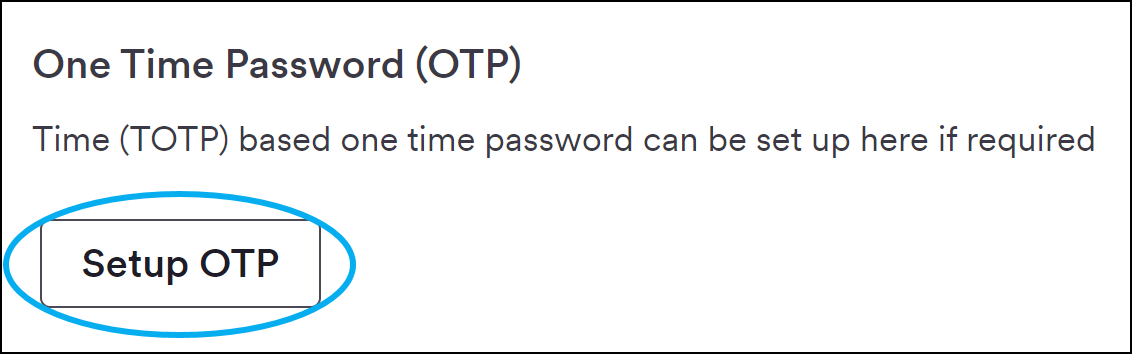 One Time Password (OTP)
Time (TOTP) based one time password can be set up here if required
Setup OTP